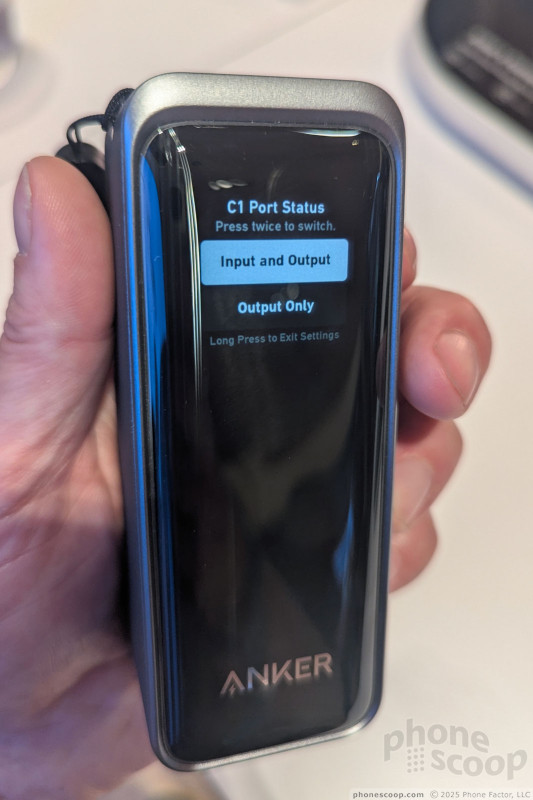 C1 Port Status
Press twice to switch.
Input and Output
Output Only
Long Press to Exit Settings
ANKER
phone
scoop
phonescoop.com © 2025 Phone Factor, LLC